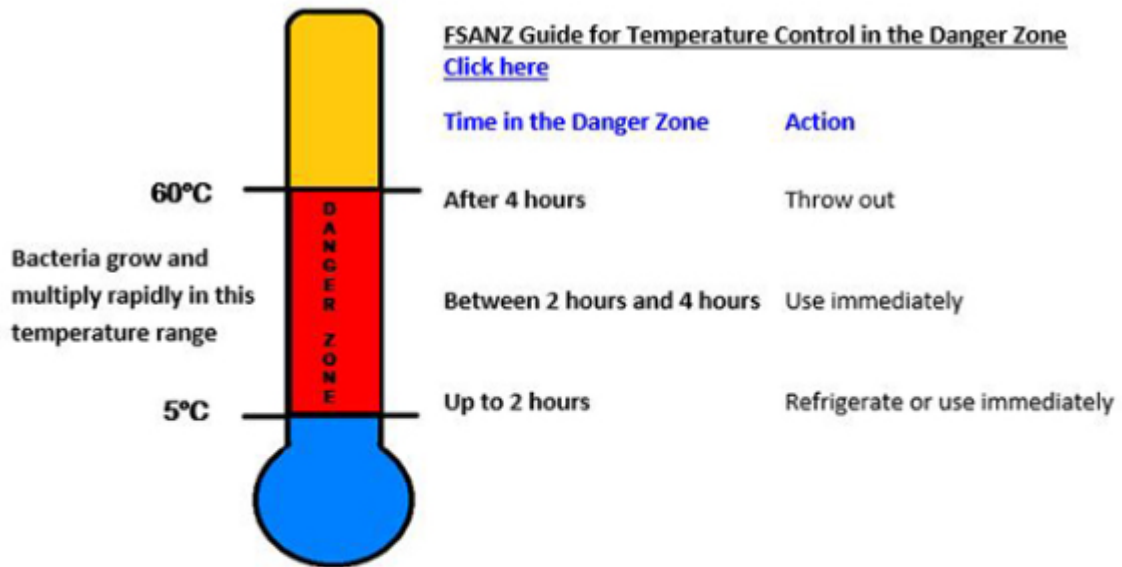 FSANZ Guide for Temperature Control in the Danger Zone
Click here
Time in the Danger Zone Action
60°C
After 4 hours Throw out
DANGER ZONE
Bacteria grow and
multiply rapidly in this
temperature range
Between 2 hours and 4 hours Use immediately
5°C
Up to 2 hours Refrigerate or use immediately